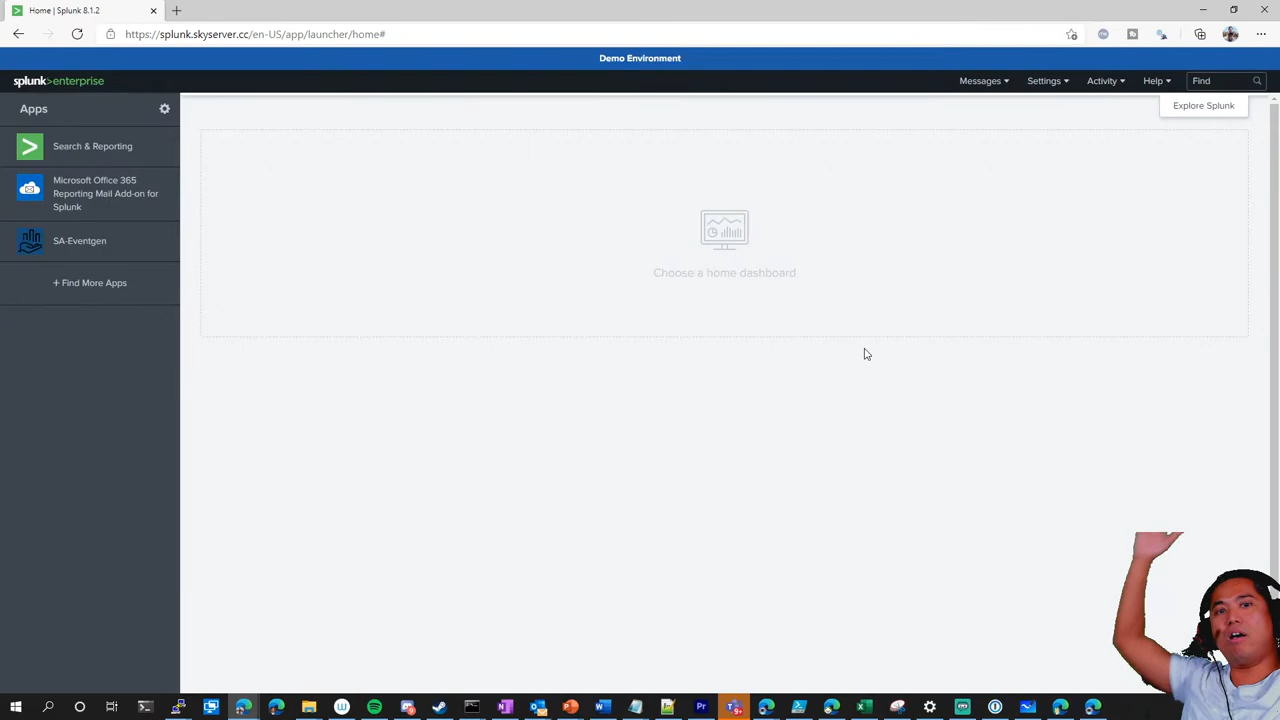 Home | Splunk 8.1.2
https://splunk.skyserver.cc/en-US/app/launcher/home#
Demo Environment
splunk>enterprise
Messages
Settings
Activity
Help
Find
Apps
Explore Splunk
Search & Reporting
Microsoft Office 365
Reporting Mail Add-on for
Splunk
SA-Eventgen
+ Find More Apps
Choose a home dashboard